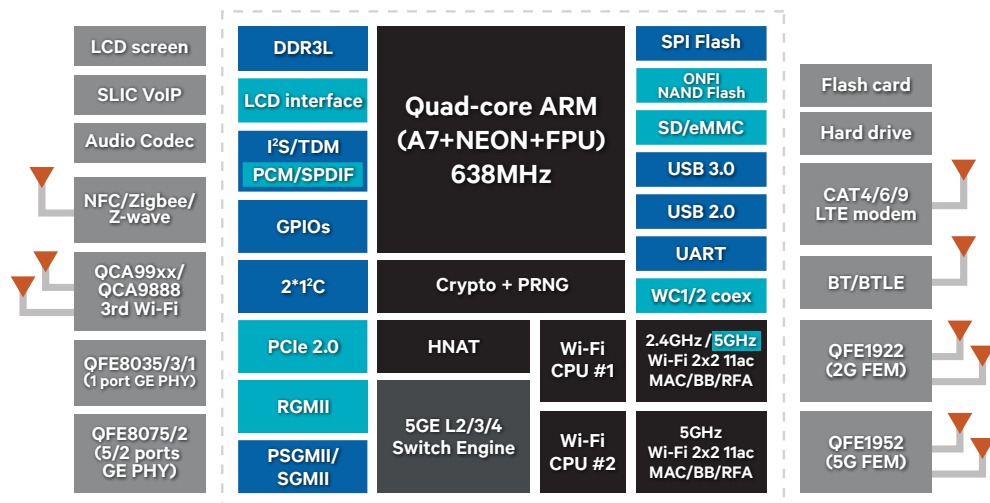 LCD screen
SLIC VoIP
Audio Codec
NFC/Zigbee/
Z-wave
QCA99xx/
QCA9888
3rd Wi-Fi
QFE8035/3/1
(1 port GE PHY)
QFE8075/2
(5/2 ports
GE PHY)
DDR3L
LCD interface
I²S/TDM
PCM/SPDIF
GPIOs
2*1²C
PCIe 2.0
RGMII
PSGMII/
SGMII
Quad-core ARM
(A7+NEON+FPU)
638MHz
Crypto + PRNG
HNAT
5GE L2/3/4
Switch Engine
Wi-Fi
CPU #1
Wi-Fi
CPU #2
SPI Flash
ONFI
NAND Flash
SD/eMMC
USB 3.0
USB 2.0
UART
WC1/2 coex
2.4GHz/5GHz
Wi-Fi 2x2 11ac
MAC/BB/RFA
5GHz
Wi-Fi 2x2 11ac
MAC/BB/RFA
Flash card
Hard drive
CAT4/6/9
LTE modem
BT/BTLE
QFE1922
(2G FEM)
QFE1952
(5G FEM)